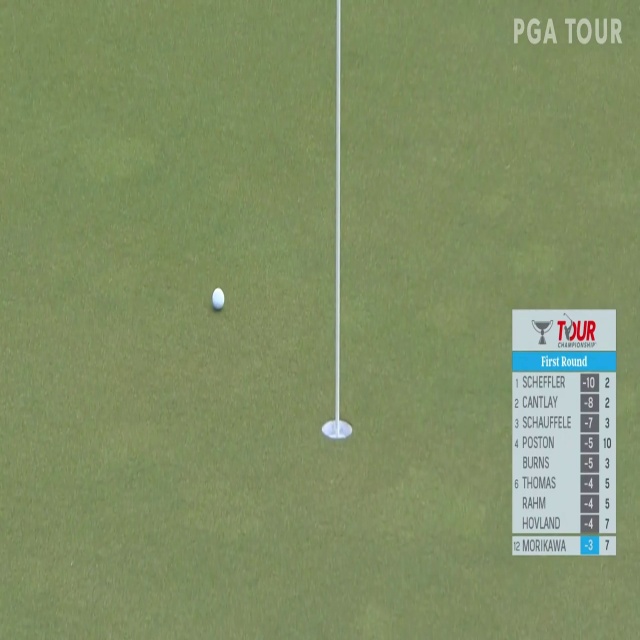 PGA TOUR
TOUR
CHAMPIONSHIP
First Round
1 SCHEFFLER -10 2
2 CANTLAY -8 2
3 SCHAUFFELE -7 3
4 POSTON -5 10
BURNS -5 3
6 THOMAS -4 5
RAHM -4 5
HOVLAND -4 7
12 MORIKAWA -3 7